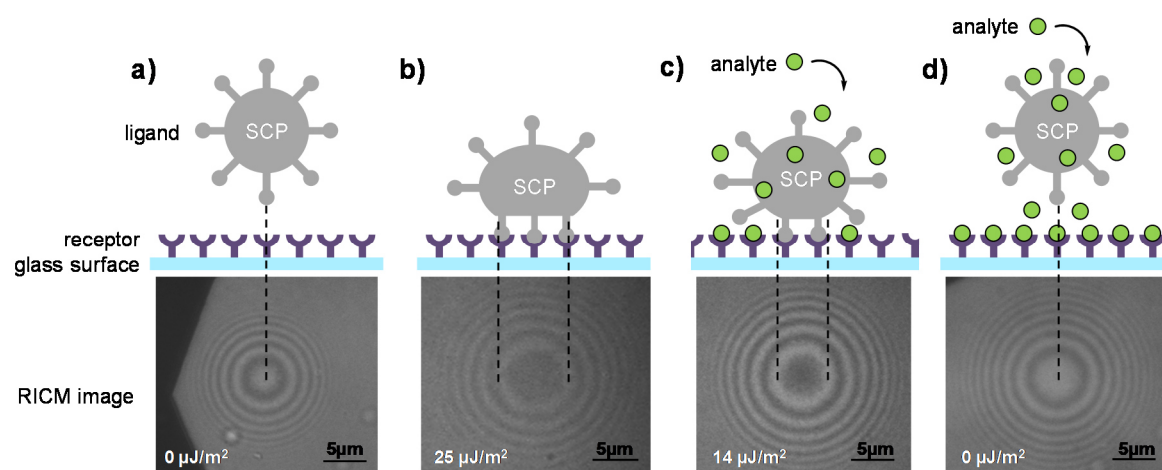 a)
ligand
SCP
receptor
glass surface
RICM image
0 µJ/m²
5µm
b)
SCP
25 µJ/m²
5µm
c)
analyte
SCP
14 µJ/m²
5µm
d)
analyte
SCP
0 µJ/m²
5µm